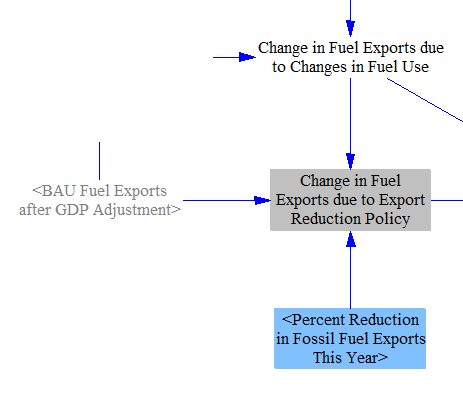 Change in Fuel Exports due
to Changes in Fuel Use
<BAU Fuel Exports
after GDP Adjustment>
Change in Fuel
Exports due to Export
Reduction Policy
<Percent Reduction
in Fossil Fuel Exports
This Year>